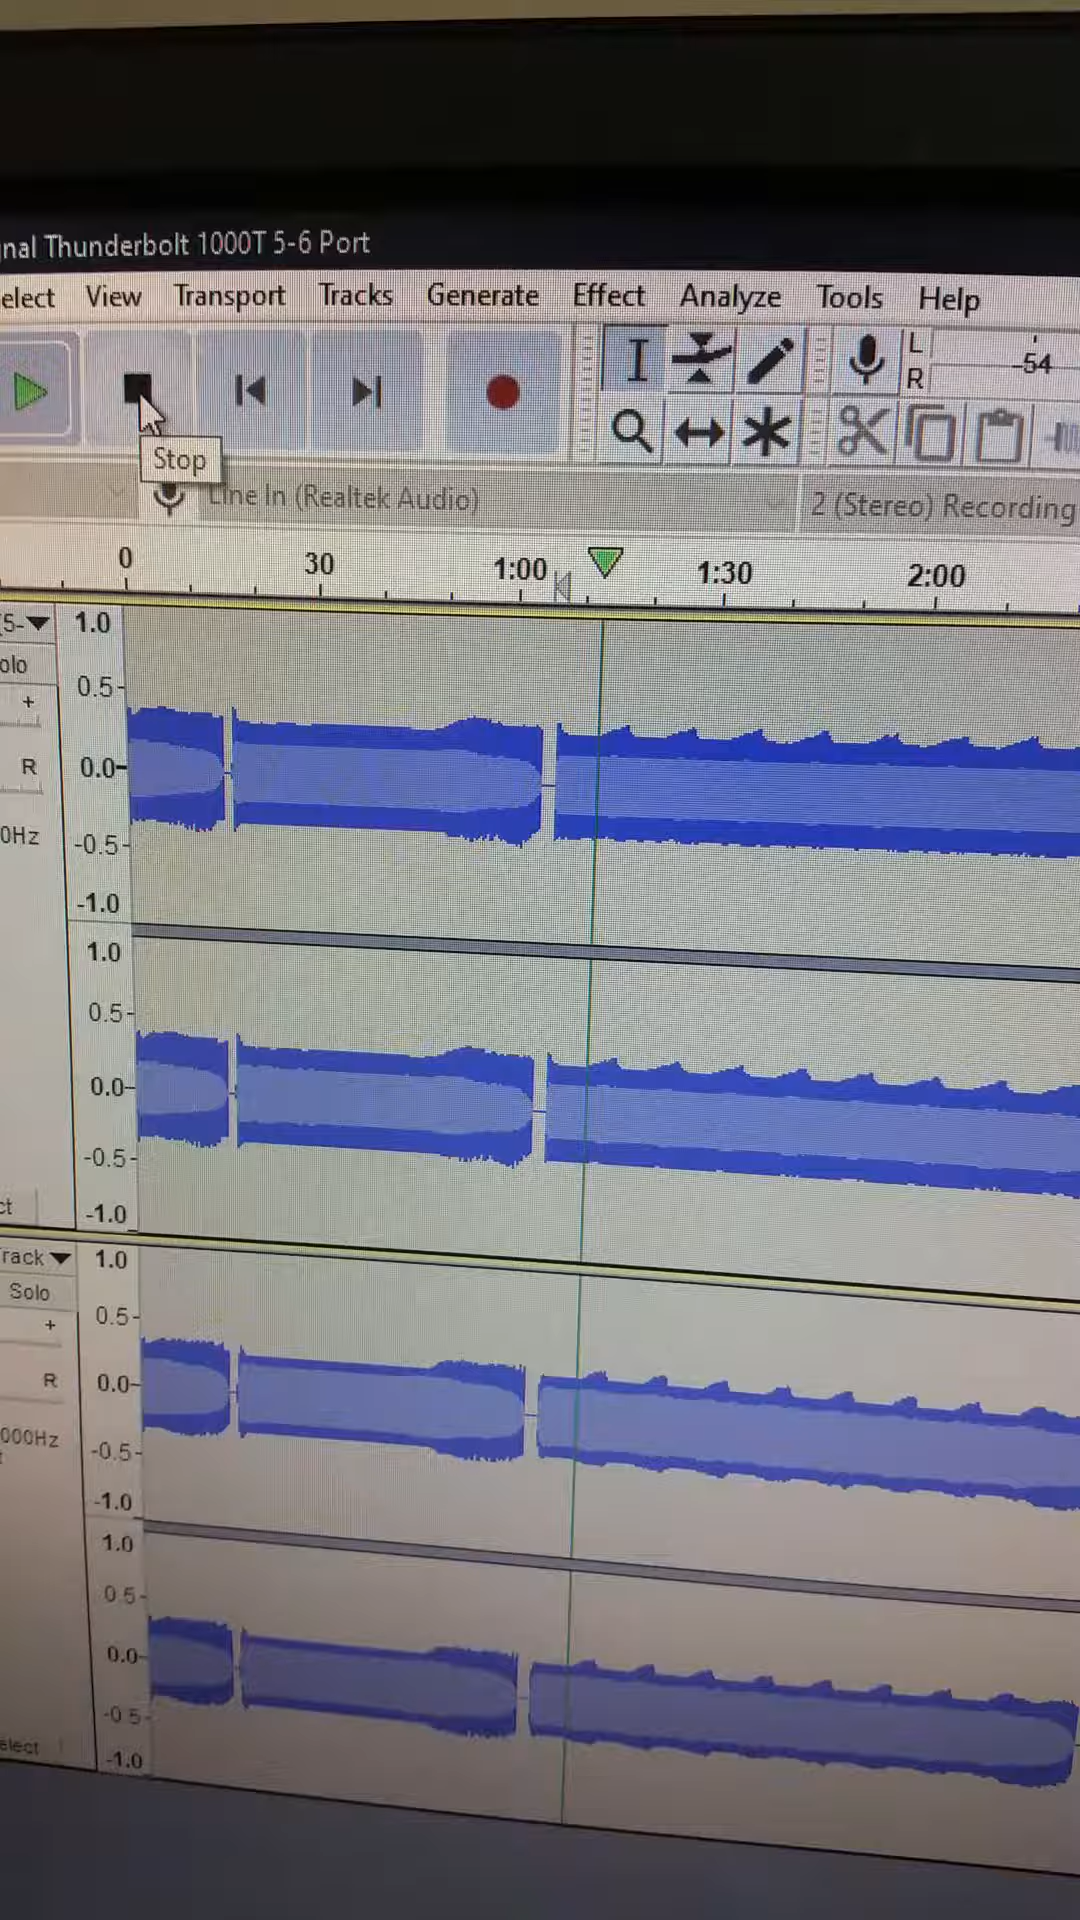 nal Thunderbolt 1000T 5-6 Port
elect View Transport Tracks Generate Effect Analyze Tools Help
L
R
-54
Stop
Line In (Realtek Audio)
2 (Stereo) Recording
0 30 1:00 1:30 2:00
5-
olo
+
R
0Hz
1.0
0.5
0.0
-0.5
-1.0
1.0
0.5
0.0
-0.5
-1.0
ct
rack
Solo
+
R
000Hz
t
1.0
0.5
0.0
-0.5
-1.0
1.0
0.5
0.0
-0.5
-1.0
elect